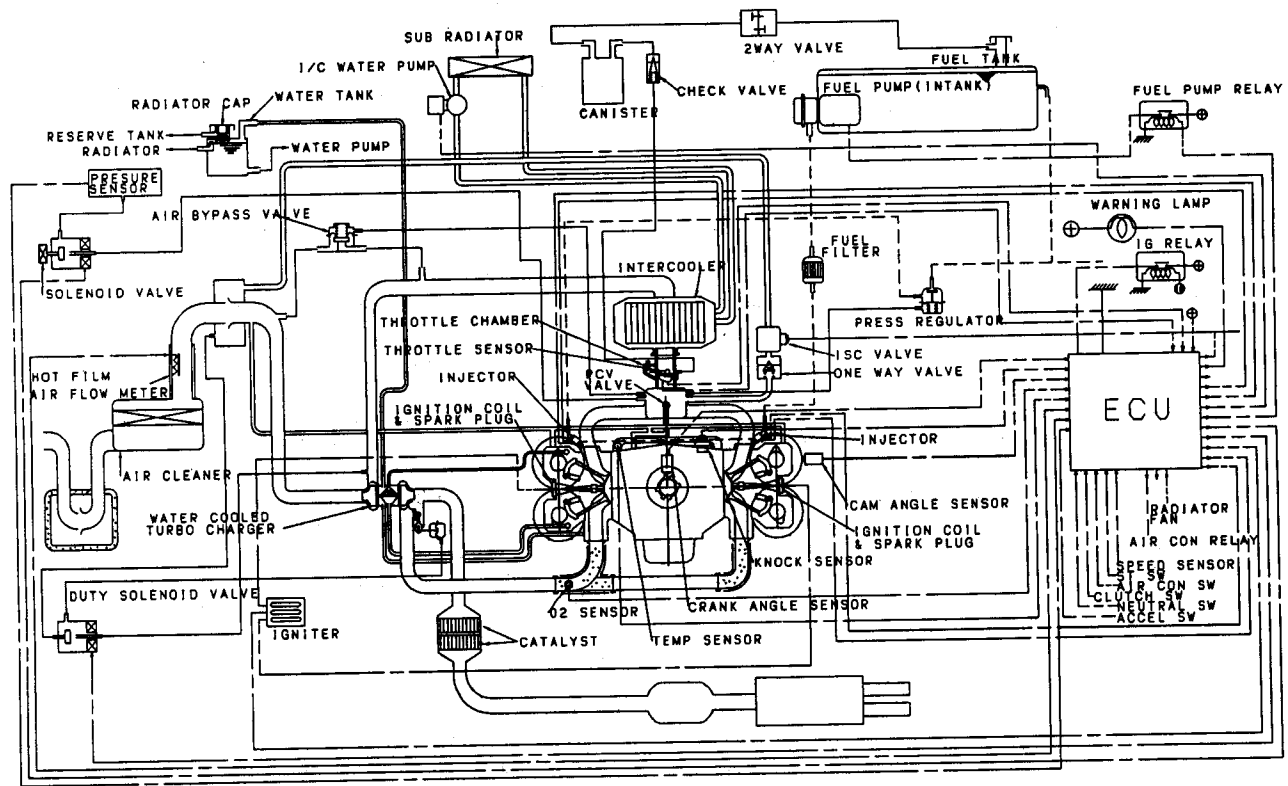 SUB RADIATOR
I/C WATER PUMP
2WAY VALVE
FUEL TANK
FUEL PUMP(INTANK)
CHECK VALVE
CANISTER
FUEL PUMP RELAY
RADIATOR CAP
WATER TANK
RESERVE TANK
RADIATOR
WATER PUMP
PRESURE
SENSOR
AIR BYPASS VALVE
WARNING LAMP
IG RELAY
FUEL
FILTER
INTERCOOLER
SOLENOID VALVE
PRESS REGULATOR
THROTTLE CHAMBER
THROTTLE SENSOR
ISC VALVE
PCV
VALVE
ONE WAY VALVE
HOT FILM
AIR FLOW METER
INJECTOR
ECU
IGNITION COIL
& SPARK PLUG
INJECTOR
AIR CLEANER
CAM ANGLE SENSOR
WATER COOLED
TURBO CHARGER
IGNITION COIL
& SPARK PLUG
RADIATOR
FAN
AIR CON RELAY
KNOCK SENSOR
SPEED SENSOR
ST SW
AIR CON SW
CLUTCH SW
NEUTRAL SW
ACCEL SW
DUTY SOLENOID VALVE
O2 SENSOR
CRANK ANGLE SENSOR
IGNITER
CATALYST
TEMP SENSOR